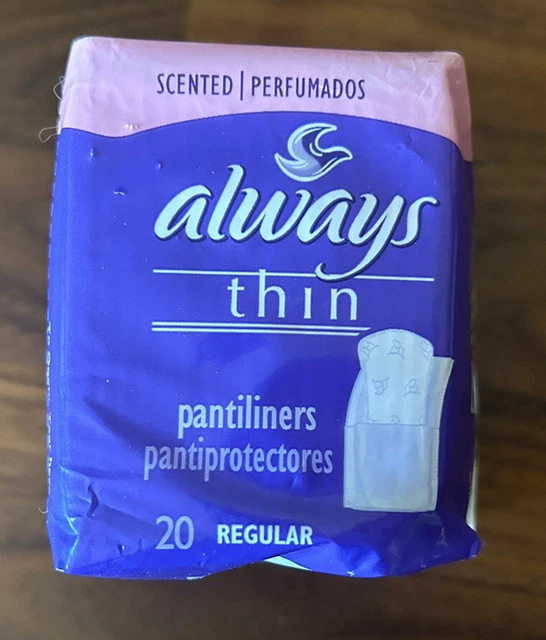 SCENTED | PERFUMADOS
always
thin
pantiliners
pantiprotectores
20 REGULAR